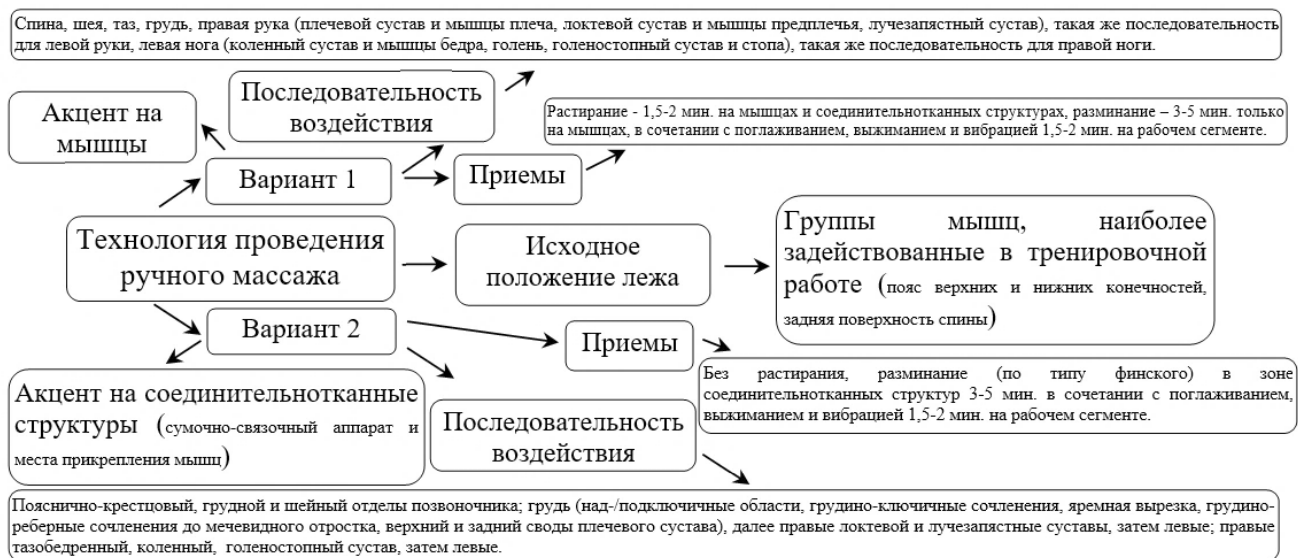 Спина, шея, таз, грудь, правая рука (плечевой сустав и мышцы плеча, локтевой сустав и мышцы предплечья, лучезапястный сустав), такая же последовательность
для левой руки, левая нога (коленный сустав и мышцы бедра, голень, голеностопный сустав и стопа), такая же последовательность для правой ноги.
Последовательность
воздействия
Акцент на
мышцы
Растирание - 1,5-2 мин. на мышцах и соединительнотканных структурах, разминание – 3-5 мин. только
на мышцах, в сочетании с поглаживанием, выжиманием и вибрацией 1,5-2 мин. на рабочем сегменте.
Вариант 1
Приемы
Технология проведения
ручного массажа
Исходное
положение лежа
Группы мышц, наиболее
задействованные в тренировочной
работе (пояс верхних и нижних конечностей,
задняя поверхность спины)
Вариант 2
Приемы
Без растирания, разминание (по типу финского) в зоне
соединительнотканных структур 3-5 мин. в сочетании с поглаживанием,
выжиманием и вибрацией 1,5-2 мин. на рабочем сегменте.
Акцент на соединительнотканные
структуры (сумочно-связочный аппарат и
места прикрепления мышц)
Последовательность
воздействия
Пояснично-крестцовый, грудной и шейный отделы позвоночника; грудь (над-/подключичные области, грудино-ключичные сочленения, яремная вырезка, грудино-
реберные сочленения до мечевидного отростка, верхний и задний своды плечевого сустава), далее правые локтевой и лучезапястные суставы, затем левые; правые
тазобедренный, коленный, голеностопный сустав, затем левые.